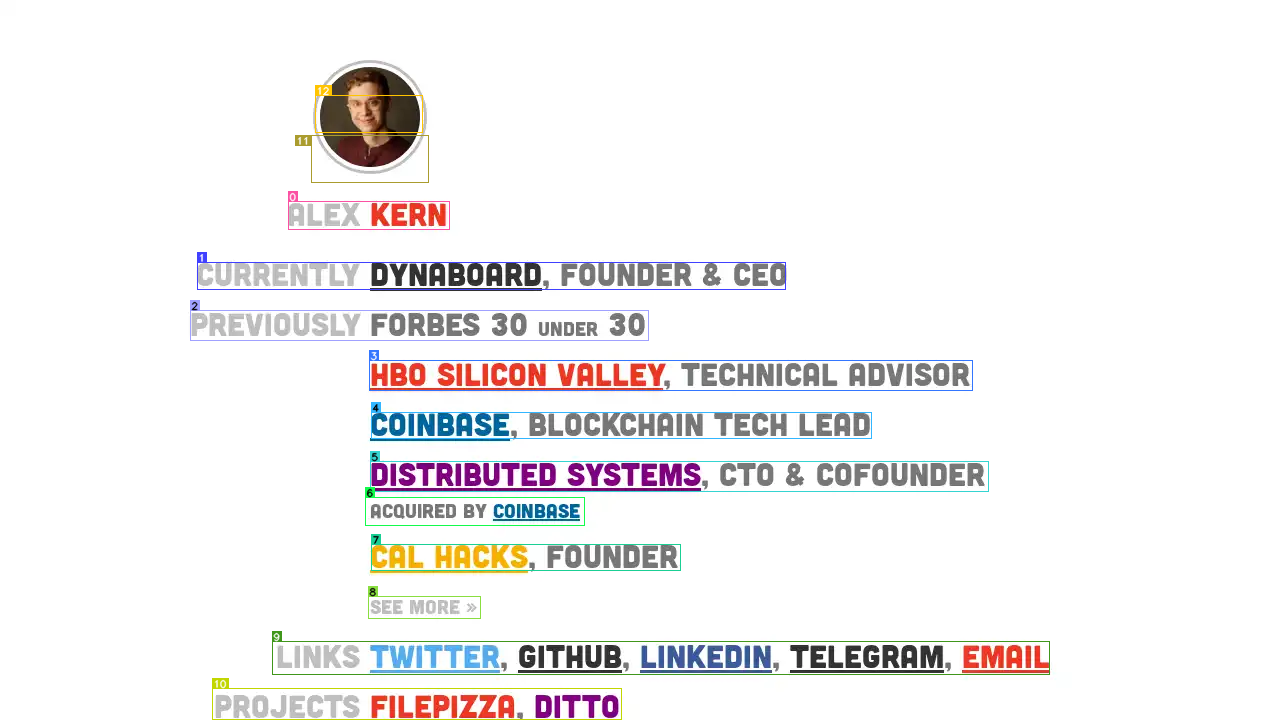 ALEX KERN
CURRENTLY DYNABOARD, FOUNDER & CEO
PREVIOUSLY FORBES 30 UNDER 30
HBO SILICON VALLEY, TECHNICAL ADVISOR
COINBASE, BLOCKCHAIN TECH LEAD
DISTRIBUTED SYSTEMS, CTO & COFOUNDER
ACQUIRED BY COINBASE
CAL HACKS, FOUNDER
SEE MORE »
LINKS TWITTER, GITHUB, LINKEDIN, TELEGRAM, EMAIL
PROJECTS FILEPIZZA, DITTO
12
11
0
1
2
3
4
5
6
7
8
9
10